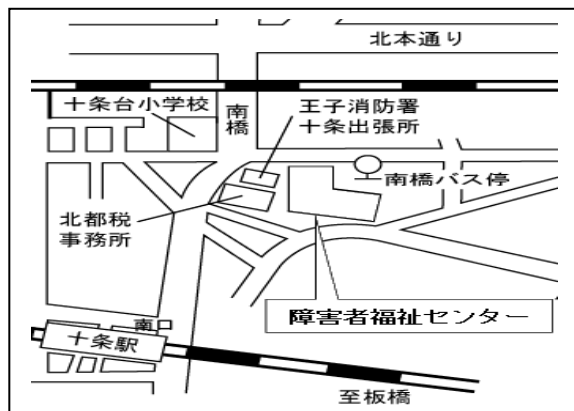 北本通り
十条台小学校
南橋
王子消防署
十条出張所
南橋バス停
北都税
事務所
障害者福祉センター
南
十条駅
至板橋